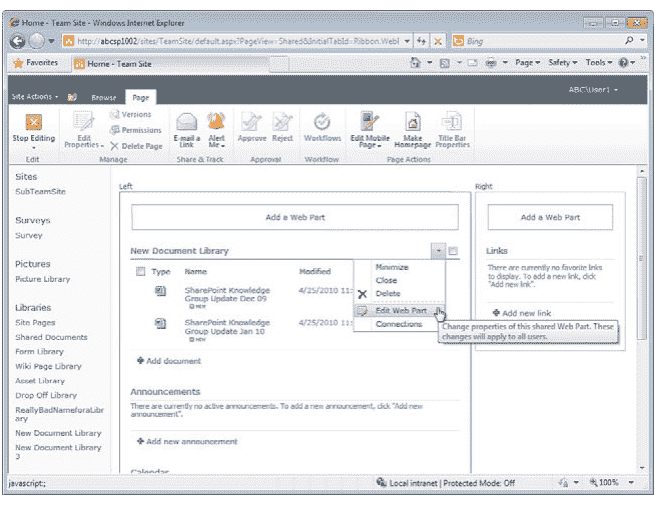 Home - Team Site - Windows Internet Explorer
http://abcsp1002/sites/TeamSite/default.aspx?PageView=Shared&InitialTabId=Ribbon.WebI
Bing
Favorites
Home - Team Site
Page
Safety
Tools
Site Actions
Browse
Page
ABC\User1
Stop Editing
Edit Properties
Versions
Permissions
Delete Page
E-mail a Link
Alert Me
Approve
Reject
Workflows
Edit Mobile Page
Make Homepage
Title Bar Properties
Edit
Manage
Share & Track
Approval
Workflow
Page Actions
Sites
SubTeamSite
Surveys
Survey
Pictures
Picture Library
Libraries
Site Pages
Shared Documents
Form Library
Wiki Page Library
Asset Library
Drop Off Library
ReallyBadNameforaLibr
ary
New Document Library
New Document Library
3
Left
Add a Web Part
New Document Library
Type
Name
Modified
SharePoint Knowledge
Group Update Dec 09
NEW
4/25/2010 11:
SharePoint Knowledge
Group Update Jan 10
NEW
4/25/2010 11:
Add document
Minimize
Close
Delete
Edit Web Part
Connections
Change properties of this shared Web Part. These
changes will apply to all users.
Announcements
There are currently no active announcements. To add a new announcement, click "Add new
announcement".
Add new announcement
Calendar
Right
Add a Web Part
Links
There are currently no favorite links
to display. To add a new link, click
"Add new link".
Add new link
javascript:;
Local intranet | Protected Mode: Off
100%